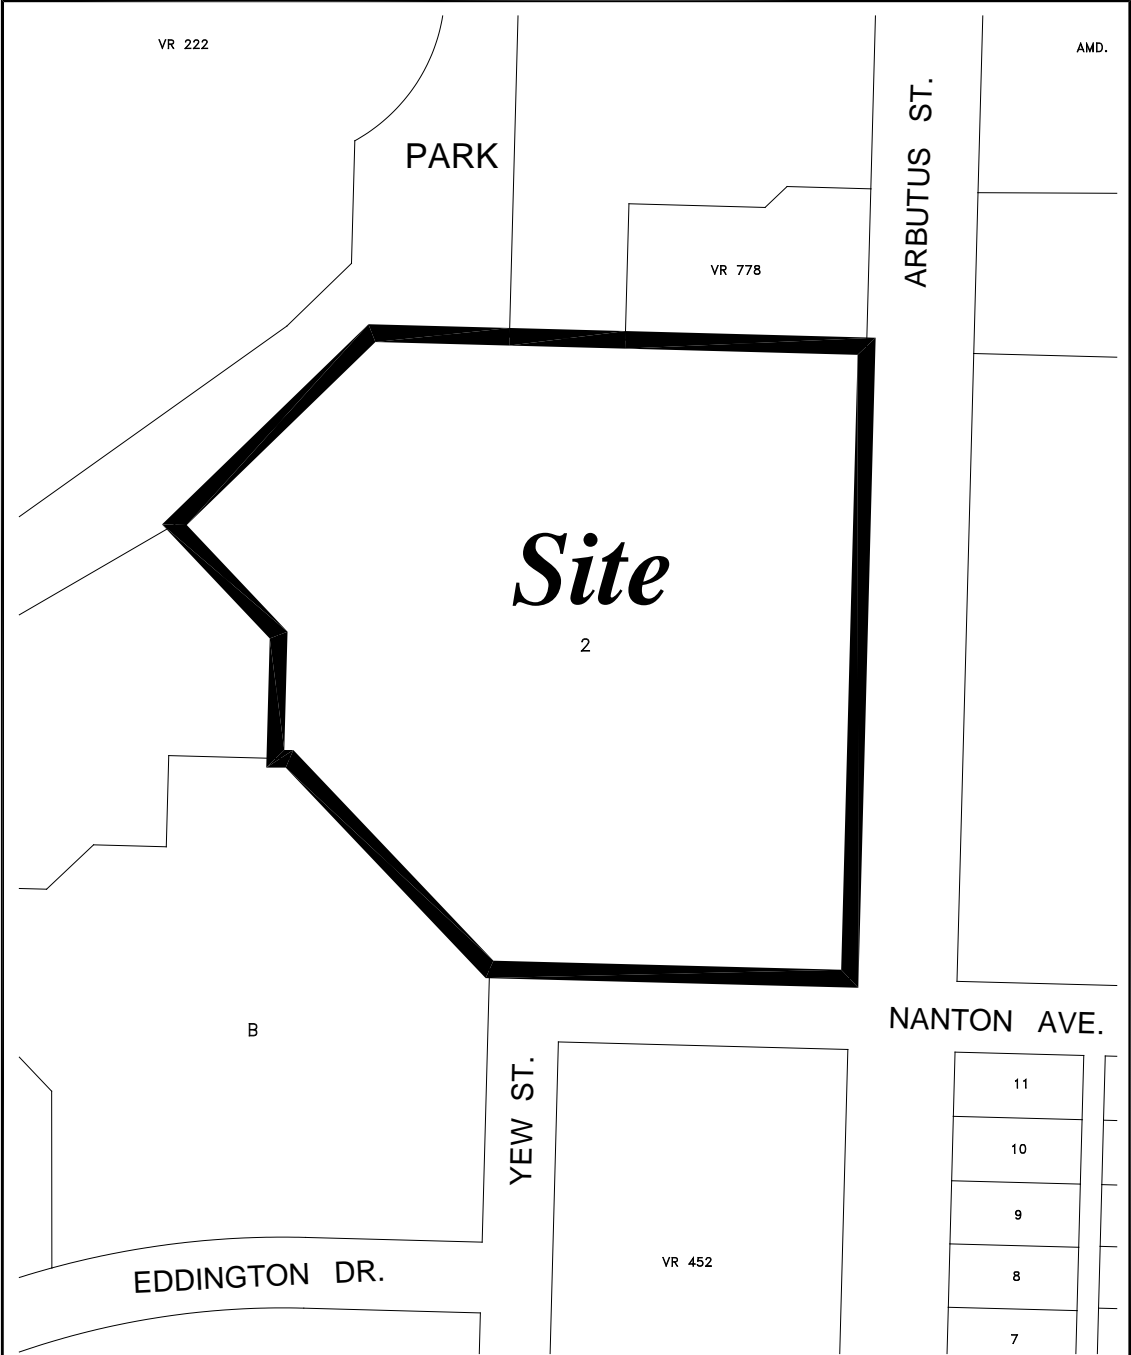 VR 222
AMD.
PARK
ARBUTUS ST.
VR 778
Site
2
NANTON AVE.
B
YEW ST.
11
10
9
8
7
VR 452
EDDINGTON DR.